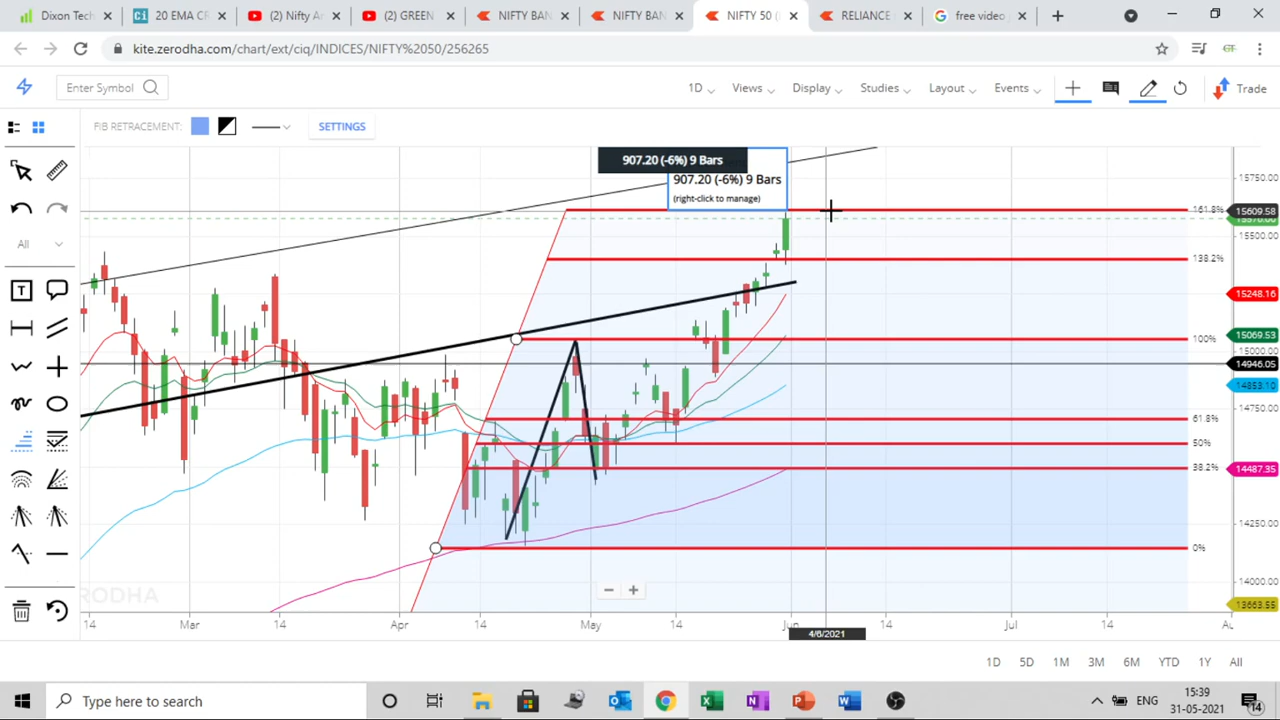 Dixon Tech
20 EMA CR
(2) Nifty A
(2) GREEN
NIFTY BAN
NIFTY BAN
NIFTY 50 (
RELIANCE
free video
kite.zerodha.com/chart/ext/ciq/INDICES/NIFTY%2050/256265
Enter Symbol
1D
Views
Display
Studies
Layout
Events
Trade
FIB RETRACEMENT:
SETTINGS
907.20 (-6%) 9 Bars
907.20 (-6%) 9 Bars
(right-click to manage)
15750.00
161.8%
15609.58
15500.00
138.2%
15248.16
15069.53
100%
15000.00
14946.05
14853.10
14750.00
61.8%
50%
38.2%
14487.35
14250.00
0%
14000.00
13663.55
All
T
ZERODHA
14
Mar
14
Apr
14
May
14
Jun
14
Jul
14
4/6/2021
1D
5D
1M
3M
6M
YTD
1Y
All
Type here to search
ENG
15:39
31-05-2021
14